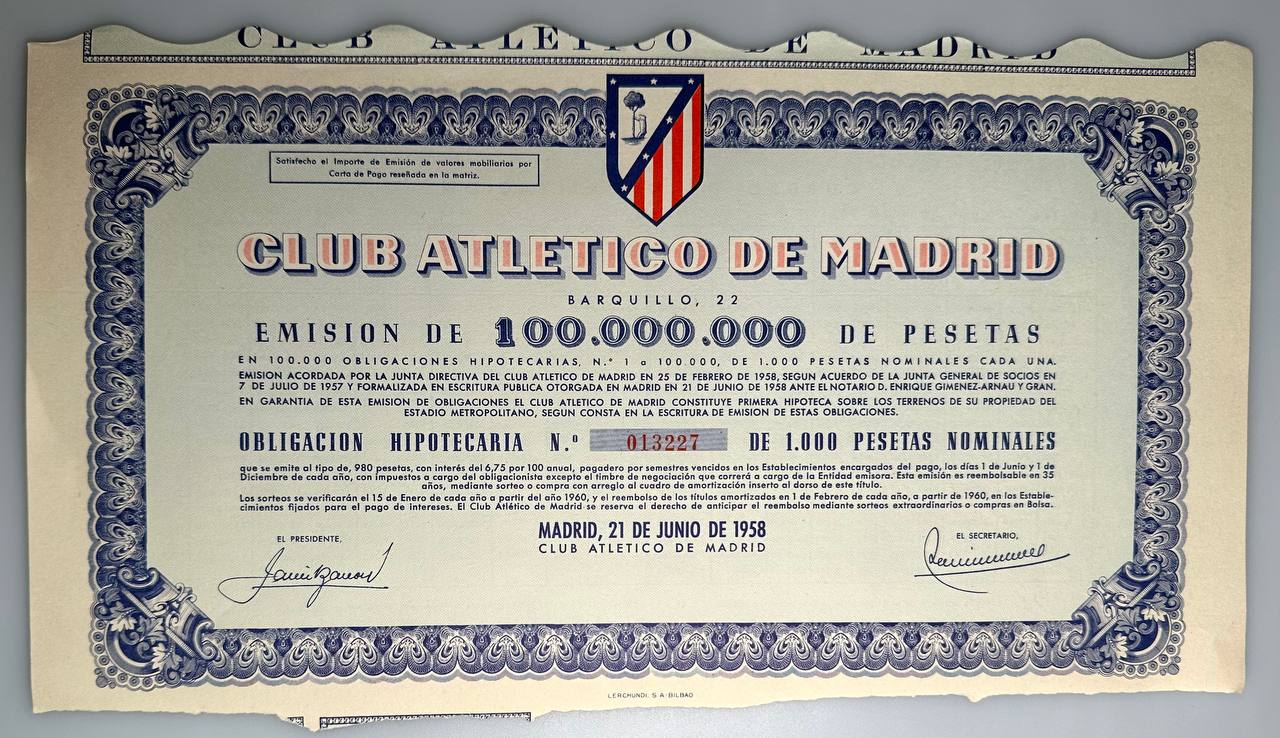 CLUB ATLETICO DE MADRID
Satisfecho el Importe de Emisión de valores mobiliarios por
Carta de Pago reseñada en la matriz.
CLUB ATLETICO DE MADRID
BARQUILLO, 22
EMISION DE 100.000.000 DE PESETAS
EN 100.000 OBLIGACIONES HIPOTECARIAS, N.º 1 a 100.000, DE 1.000 PESETAS NOMINALES CADA UNA.
EMISION ACORDADA POR LA JUNTA DIRECTIVA DEL CLUB ATLETICO DE MADRID EN 25 DE FEBRERO DE 1958, SEGUN ACUERDO DE LA JUNTA GENERAL DE SOCIOS EN
7 DE JULIO DE 1957 Y FORMALIZADA EN ESCRITURA PUBLICA OTORGADA EN MADRID EN 21 DE JUNIO DE 1958 ANTE EL NOTARIO D. ENRIQUE GIMENEZ-ARNAU Y GRAN.
EN GARANTIA DE ESTA EMISION DE OBLIGACIONES EL CLUB ATLETICO DE MADRID CONSTITUYE PRIMERA HIPOTECA SOBRE LOS TERRENOS DE SU PROPIEDAD DEL
ESTADIO METROPOLITANO, SEGUN CONSTA EN LA ESCRITURA DE EMISION DE ESTAS OBLIGACIONES.
OBLIGACION HIPOTECARIA N.º 013227 DE 1.000 PESETAS NOMINALES
que se emite al tipo de, 980 pesetas, con interés del 6,75 por 100 anual, pagadero por semestres vencidos en los Establecimientos encargados del pago, los días 1 de Junio y 1 de
Diciembre de cada año, con impuestos a cargo del obligacionista excepto el timbre de negociación que correrá a cargo de la Entidad emisora. Esta emisión es reembolsable en 35
años, mediante sorteo o compra con arreglo al cuadro de amortización inserto al dorso de este título.
Los sorteos se verificarán el 15 de Enero de cada año a partir del año 1960, y el reembolso de los títulos amortizados en 1 de Febrero de cada año, a partir de 1960, en los Estable-
cimientos fijados para el pago de intereses. El Club Atlético de Madrid se reserva el derecho de anticipar el reembolso mediante sorteos extraordinarios o compras en Bolsa.
MADRID, 21 DE JUNIO DE 1958
CLUB ATLETICO DE MADRID
EL PRESIDENTE,
EL SECRETARIO,
LERCHUNDI, S. A.-BILBAO